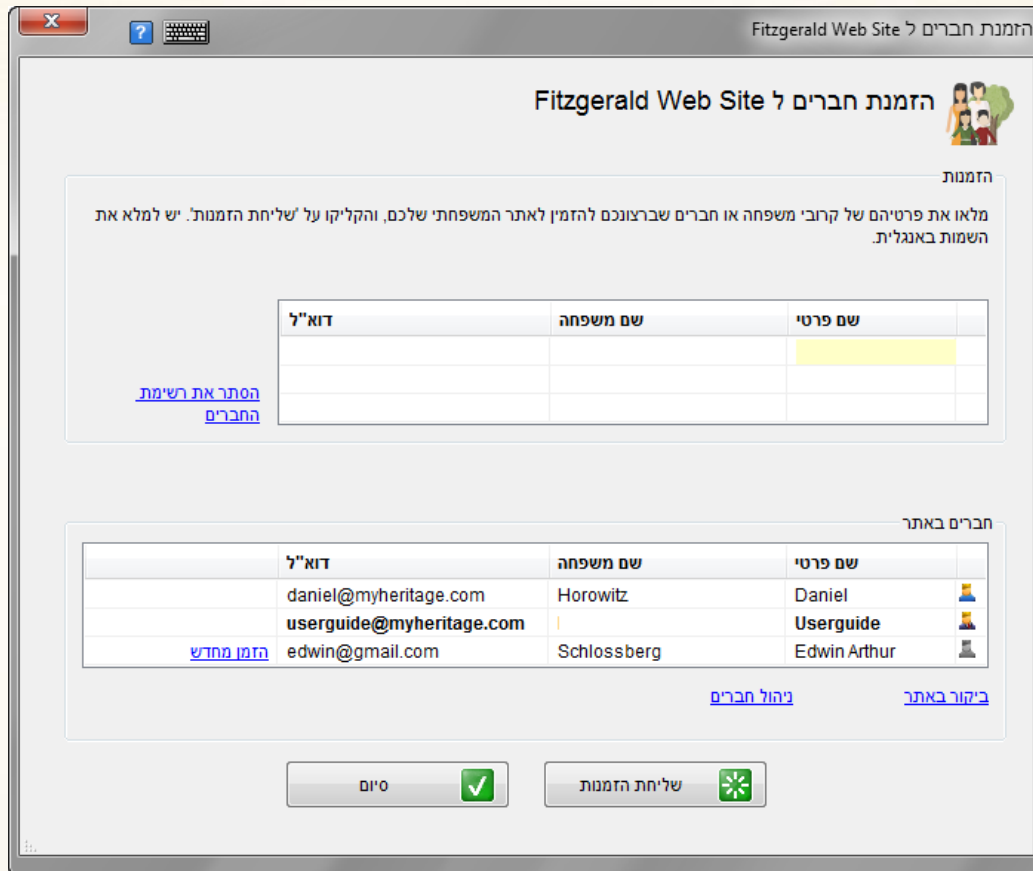 הזמנת חברים ל Fitzgerald Web Site
הזמנת חברים ל Fitzgerald Web Site
הזמנות
מלאו את פרטיהם של קרובי משפחה או חברים שברצונכם להזמין לאתר המשפחתי שלכם, והקליקו על "שליחת הזמנות". יש למלא את
השמות באנגלית.
שם פרטי שם משפחה דוא"ל
הסתר את רשימת
החברים
חברים באתר
שם פרטי שם משפחה דוא"ל
Daniel Horowitz daniel@myheritage.com
Userguide userguide@myheritage.com
Edwin Arthur Schlossberg edwin@gmail.com הזמן מחדש
ביקור באתר ניהול חברים
שליחת הזמנות סיום